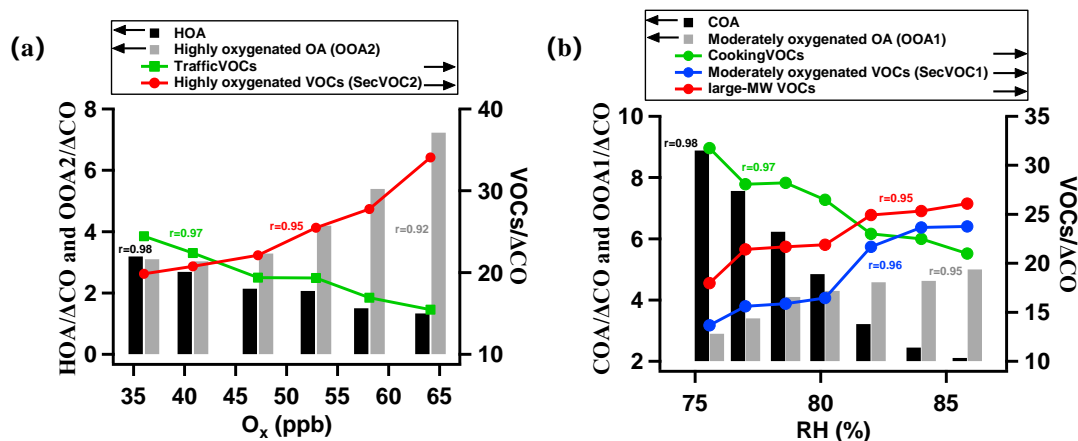 (a)
HOA
Highly oxygenated OA (OOA2)
TrafficVOCs
Highly oxygenated VOCs (SecVOC2)
HOA/ΔCO and OOA2/ΔCO
8
6
4
2
0
40
30
20
10
VOCs/ΔCO
r=0.98
r=0.97
r=0.95
r=0.92
35 40 45 50 55 60 65
Ox (ppb)
(b)
COA
Moderately oxygenated OA (OOA1)
CookingVOCs
Moderately oxygenated VOCs (SecVOC1)
large-MW VOCs
COA/ΔCO and OOA1/ΔCO
10
8
6
4
2
35
30
25
20
15
10
VOCs/ΔCO
r=0.98
r=0.97
r=0.95
r=0.96
r=0.95
75 80 85
RH (%)